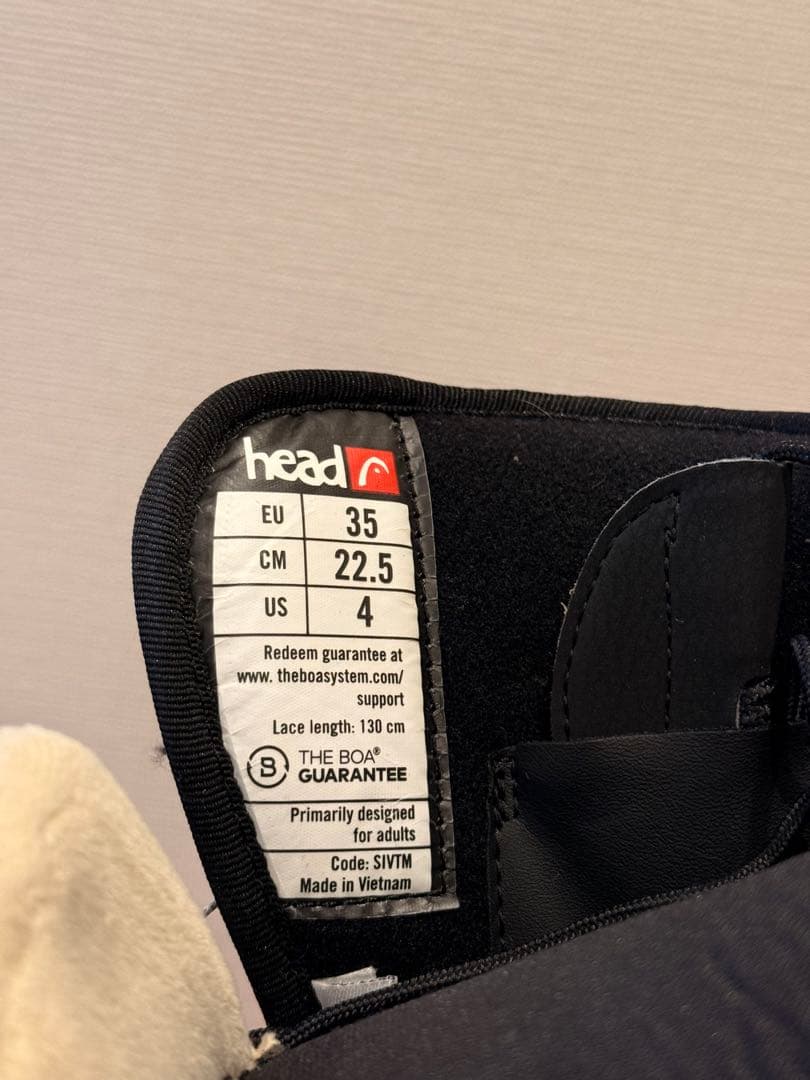 head
EU 35
CM 22.5
US 4
Redeem guarantee at
www. theboasystem.com/
support
Lace length: 130 cm
B THE BOA®
GUARANTEE
Primarily designed
for adults
Code: SIVTM
Made in Vietnam